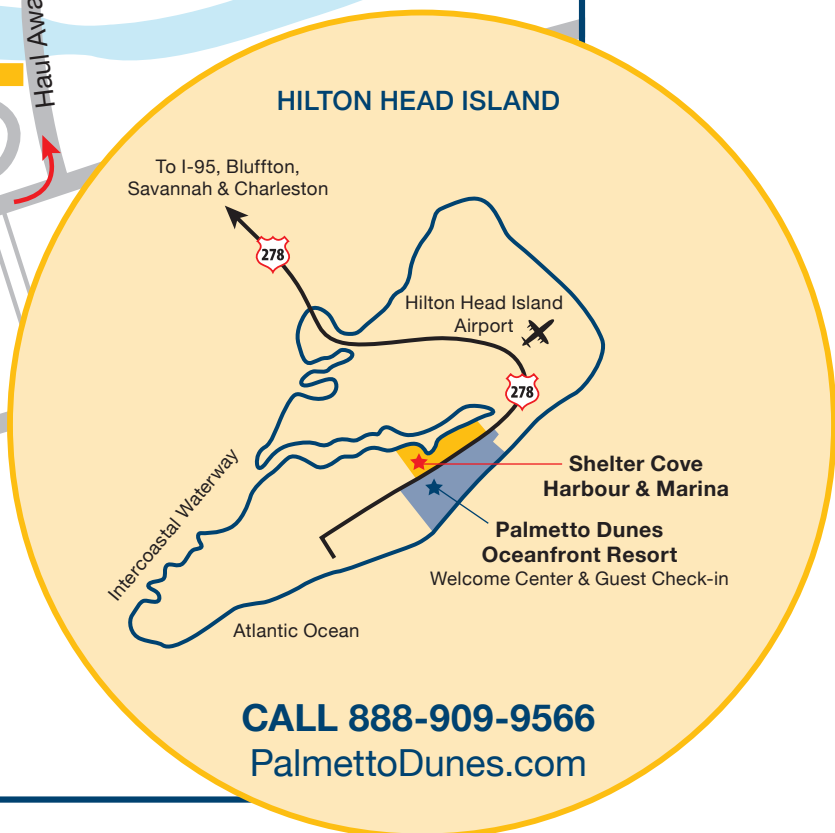 Haul Awa
HILTON HEAD ISLAND
To I-95, Bluffton,
Savannah & Charleston
278
Hilton Head Island
Airport
278
Shelter Cove
Harbour & Marina
Palmetto Dunes
Oceanfront Resort
Welcome Center & Guest Check-in
Intercoastal Waterway
Atlantic Ocean
CALL 888-909-9566
PalmettoDunes.com